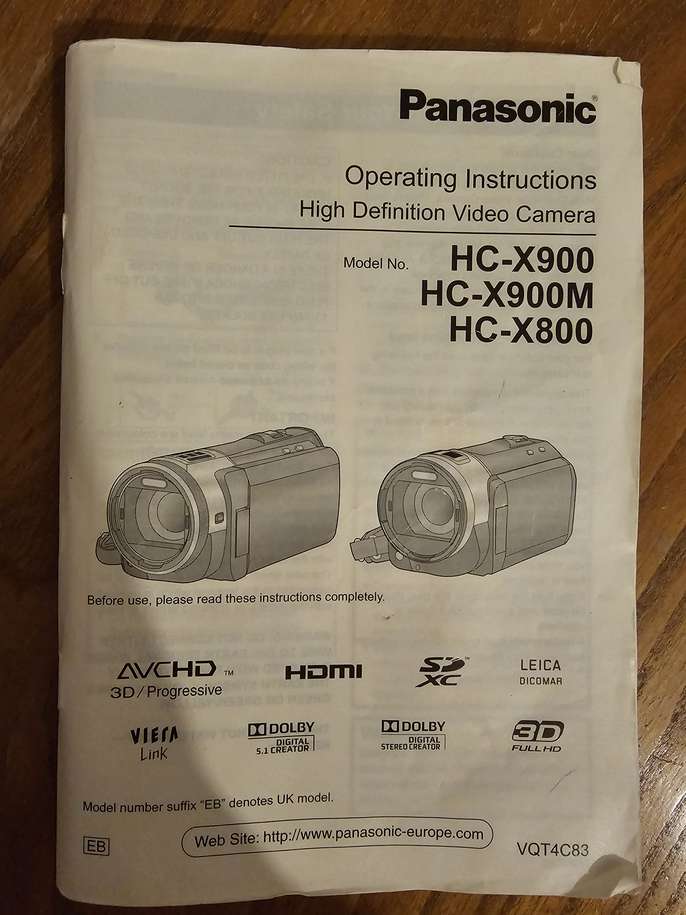 Panasonic®
Operating Instructions
High Definition Video Camera
Model No. HC-X900
HC-X900M
HC-X800
Before use, please read these instructions completely.
AVCHD™
3D/Progressive
HDMI
SD XC™
LEICA
DICOMAR
VIERA
Link
DOLBY
DIGITAL
5.1 CREATOR
DOLBY
DIGITAL
STEREO CREATOR
3D
FULL HD
Model number suffix “EB” denotes UK model.
EB
Web Site: http://www.panasonic-europe.com
VQT4C83